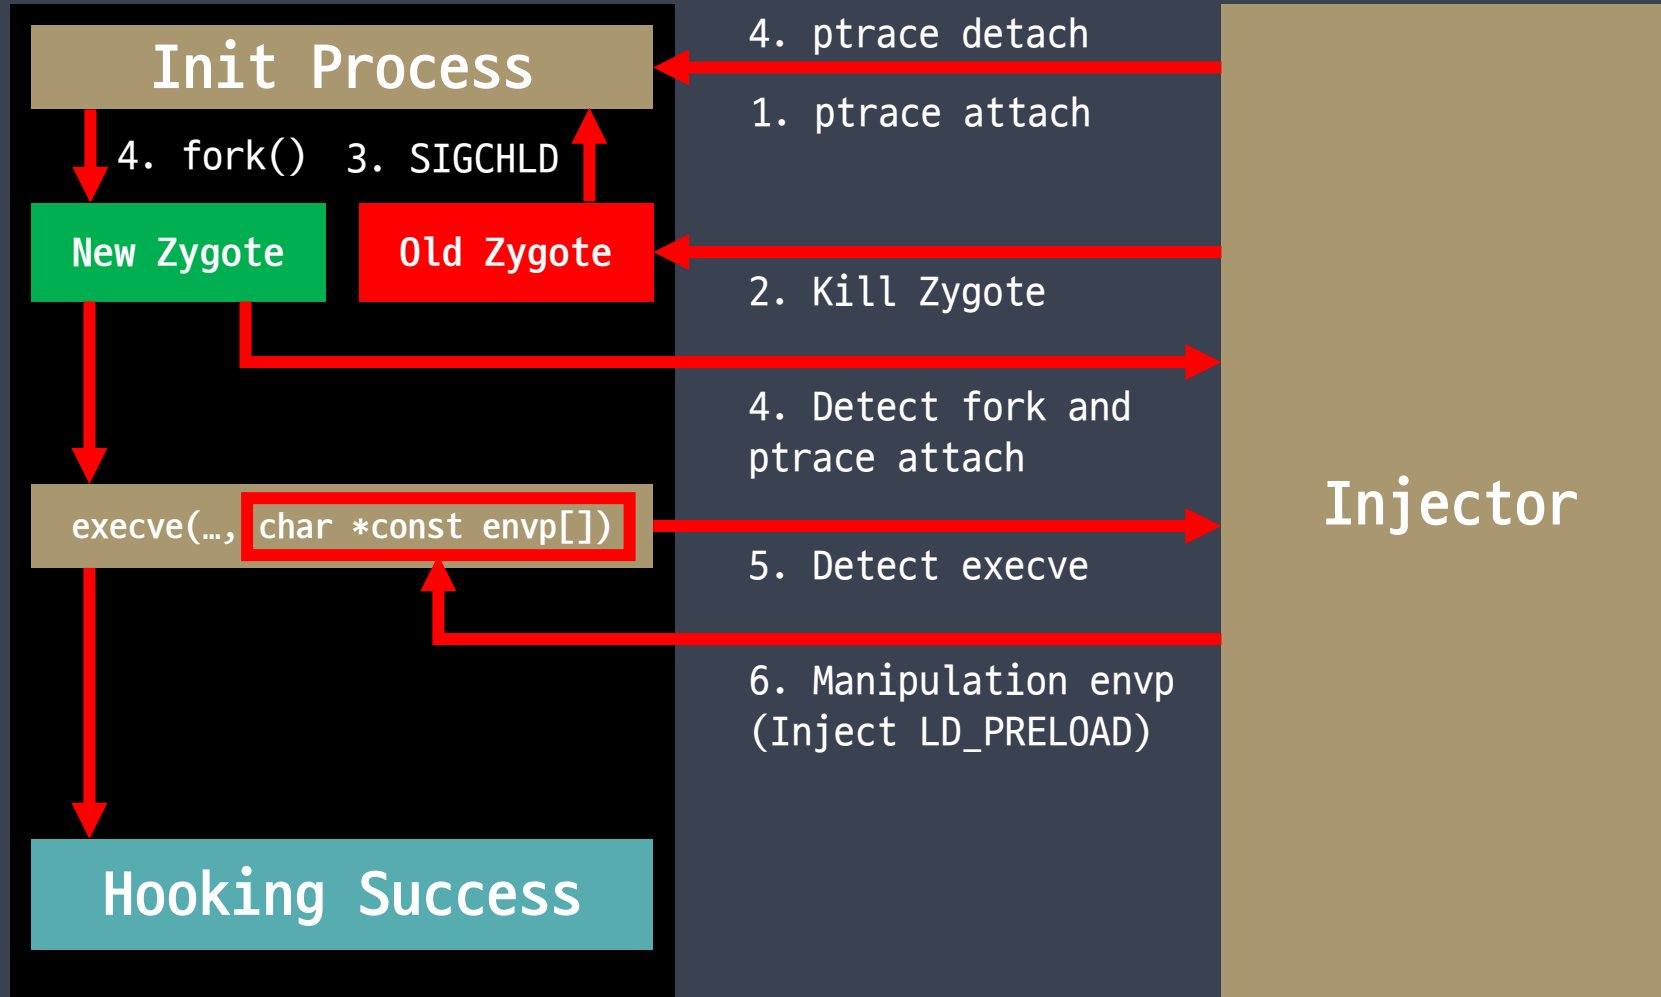 Init Process
4. ptrace detach
1. ptrace attach
4. fork()
3. SIGCHLD
New Zygote
Old Zygote
2. Kill Zygote
4. Detect fork and
ptrace attach
Injector
execve(…, char *const envp[])
5. Detect execve
6. Manipulation envp
(Inject LD_PRELOAD)
Hooking Success